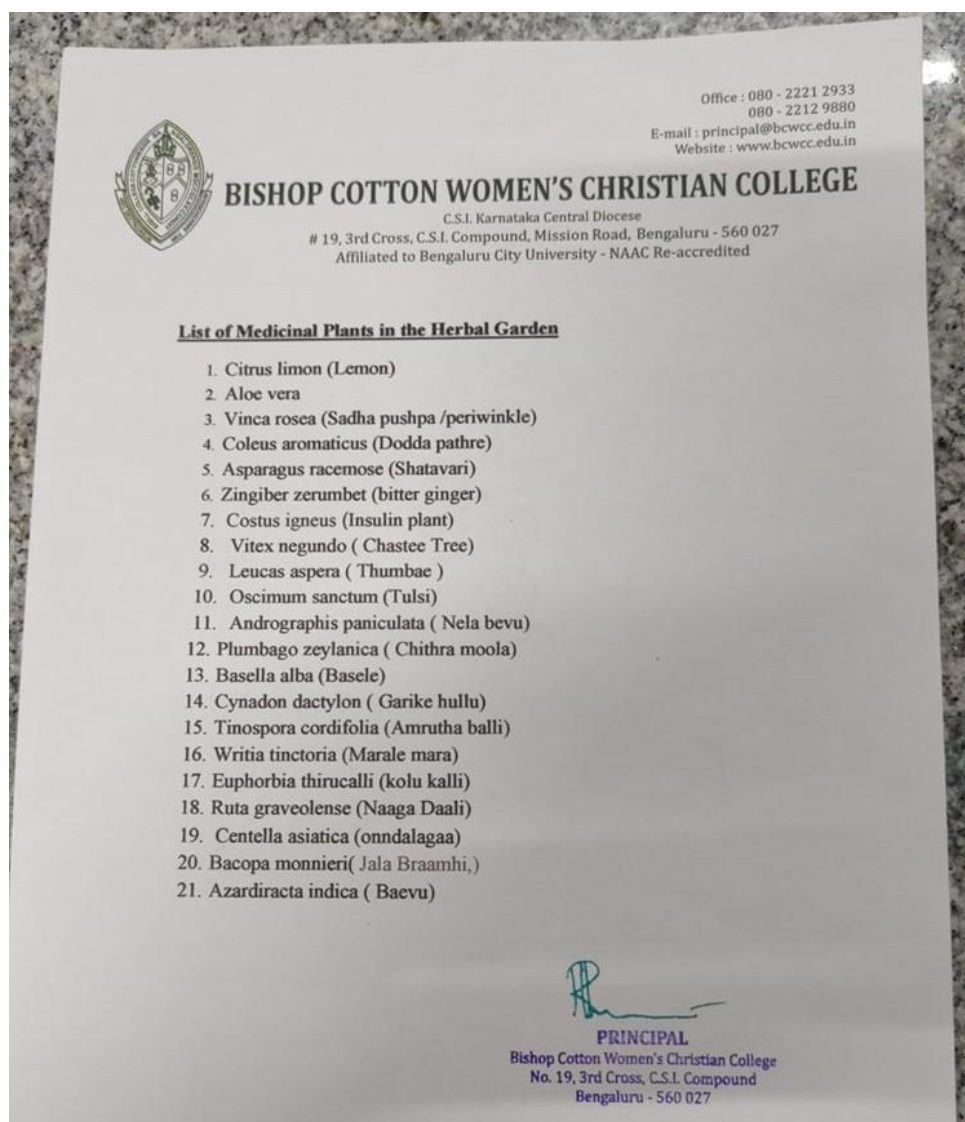 Office : 080 - 2221 2933
080 - 2212 9880
E-mail : principal@bcwcc.edu.in
Website : www.bcwcc.edu.in
BISHOP COTTON WOMEN'S CHRISTIAN COLLEGE
C.S.I. Karnataka Central Diocese
# 19, 3rd Cross, C.S.I. Compound, Mission Road, Bengaluru - 560 027
Affiliated to Bengaluru City University - NAAC Re-accredited
List of Medicinal Plants in the Herbal Garden
1. Citrus limon (Lemon)
2. Aloe vera
3. Vinca rosea (Sadha pushpa /periwinkle)
4. Coleus aromaticus (Dodda pathre)
5. Asparagus racemose (Shatavari)
6. Zingiber zerumbet (bitter ginger)
7. Costus igneus (Insulin plant)
8. Vitex negundo ( Chastee Tree)
9. Leucas aspera ( Thumbae )
10. Oscimum sanctum (Tulsi)
11. Andrographis paniculata ( Nela bevu)
12. Plumbago zeylanica ( Chithra moola)
13. Basella alba (Basele)
14. Cynadon dactylon ( Garike hullu)
15. Tinospora cordifolia (Amrutha balli)
16. Writia tinctoria (Marale mara)
17. Euphorbia thirucalli (kolu kalli)
18. Ruta graveolense (Naaga Daali)
19. Centella asiatica (onndalagaa)
20. Bacopa monnieri( Jala Braamhi,)
21. Azardiracta indica ( Baevu)
PRINCIPAL
Bishop Cotton Women's Christian College
No. 19, 3rd Cross, C.S.I. Compound
Bengaluru - 560 027